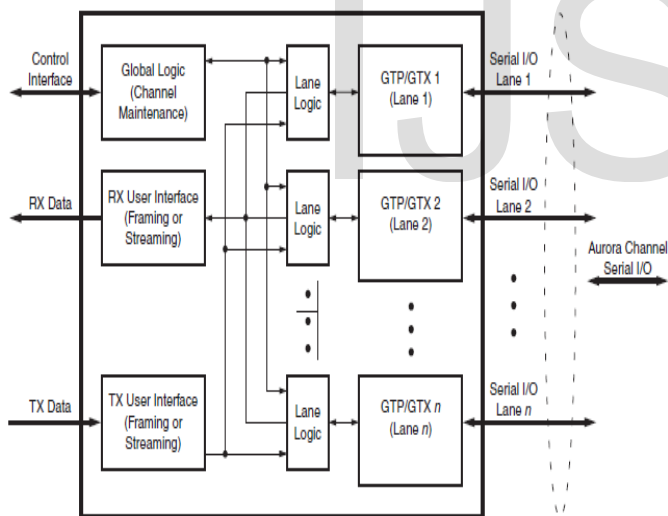 IJS
Control
Interface
Global Logic
(Channel
Maintenance)
Lane
Logic
GTP/GTX 1
(Lane 1)
Serial I/O
Lane 1
RX Data
RX User Interface
(Framing or
Streaming)
Lane
Logic
GTP/GTX 2
(Lane 2)
Serial I/O
Lane 2
Aurora Channel
Serial I/O
TX Data
TX User Interface
(Framing or
Streaming)
Lane
Logic
GTP/GTX n
(Lane n)
Serial I/O
Lane n